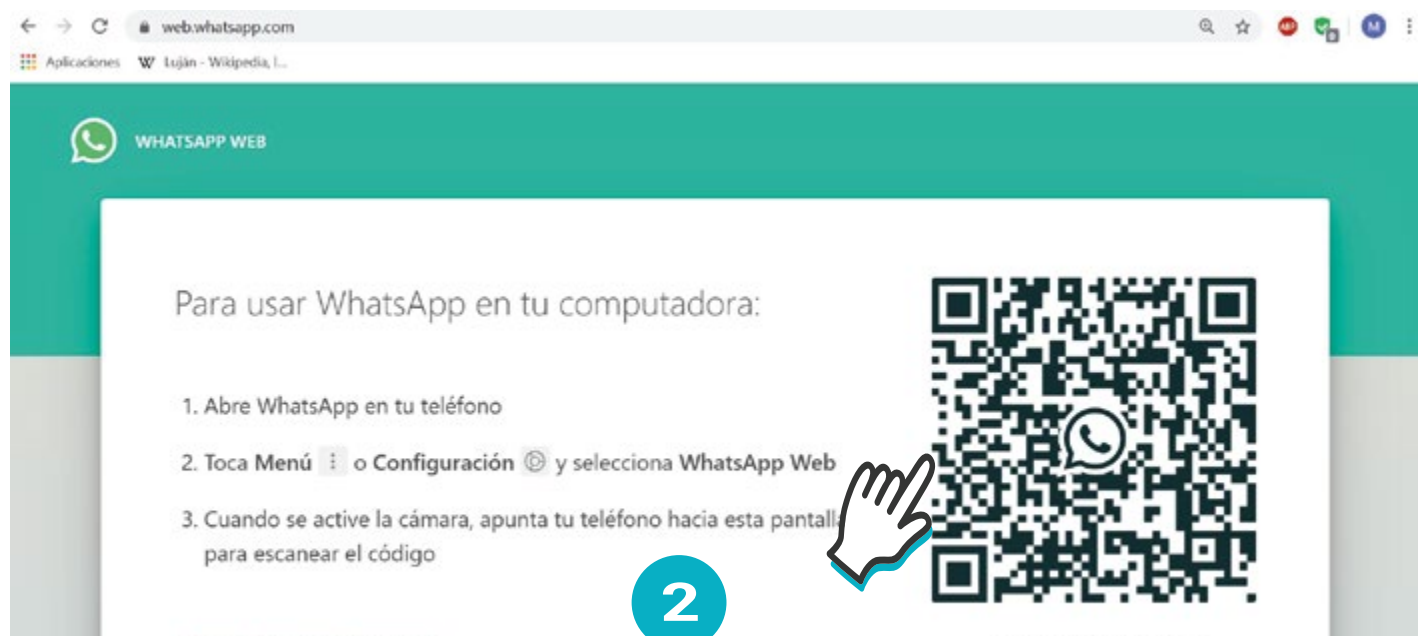 web.whatsapp.com
Aplicaciones W Luján - Wikipedia, l...
WHATSAPP WEB
Para usar WhatsApp en tu computadora:
1. Abre WhatsApp en tu teléfono
2. Toca Menú o Configuración y selecciona WhatsApp Web
3. Cuando se active la cámara, apunta tu teléfono hacia esta pantalla
para escanear el código
2